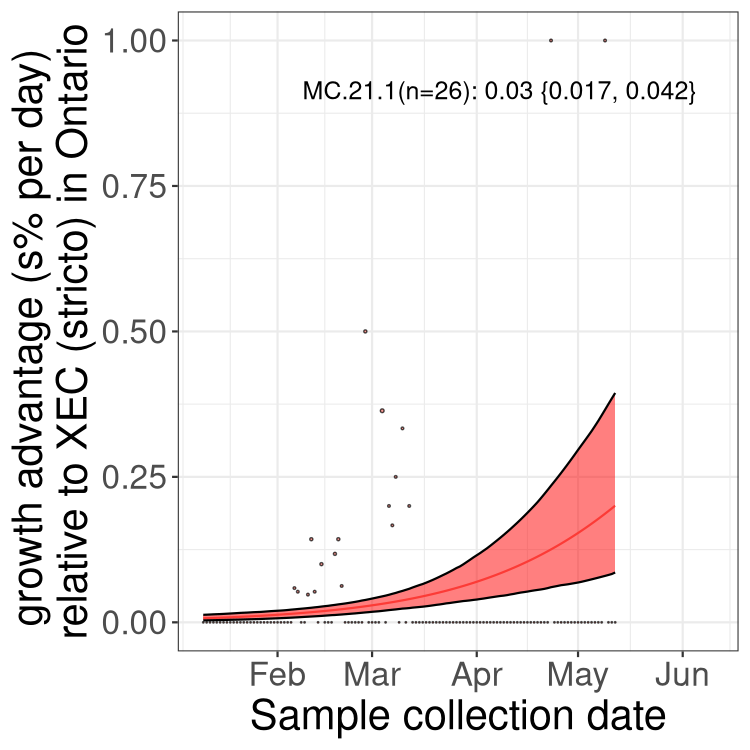 growth advantage (s% per day)
relative to XEC (stricto) in Ontario
1.00
0.75
0.50
0.25
0.00
MC.21.1(n=26): 0.03 {0.017, 0.042}
Feb Mar Apr May Jun
Sample collection date